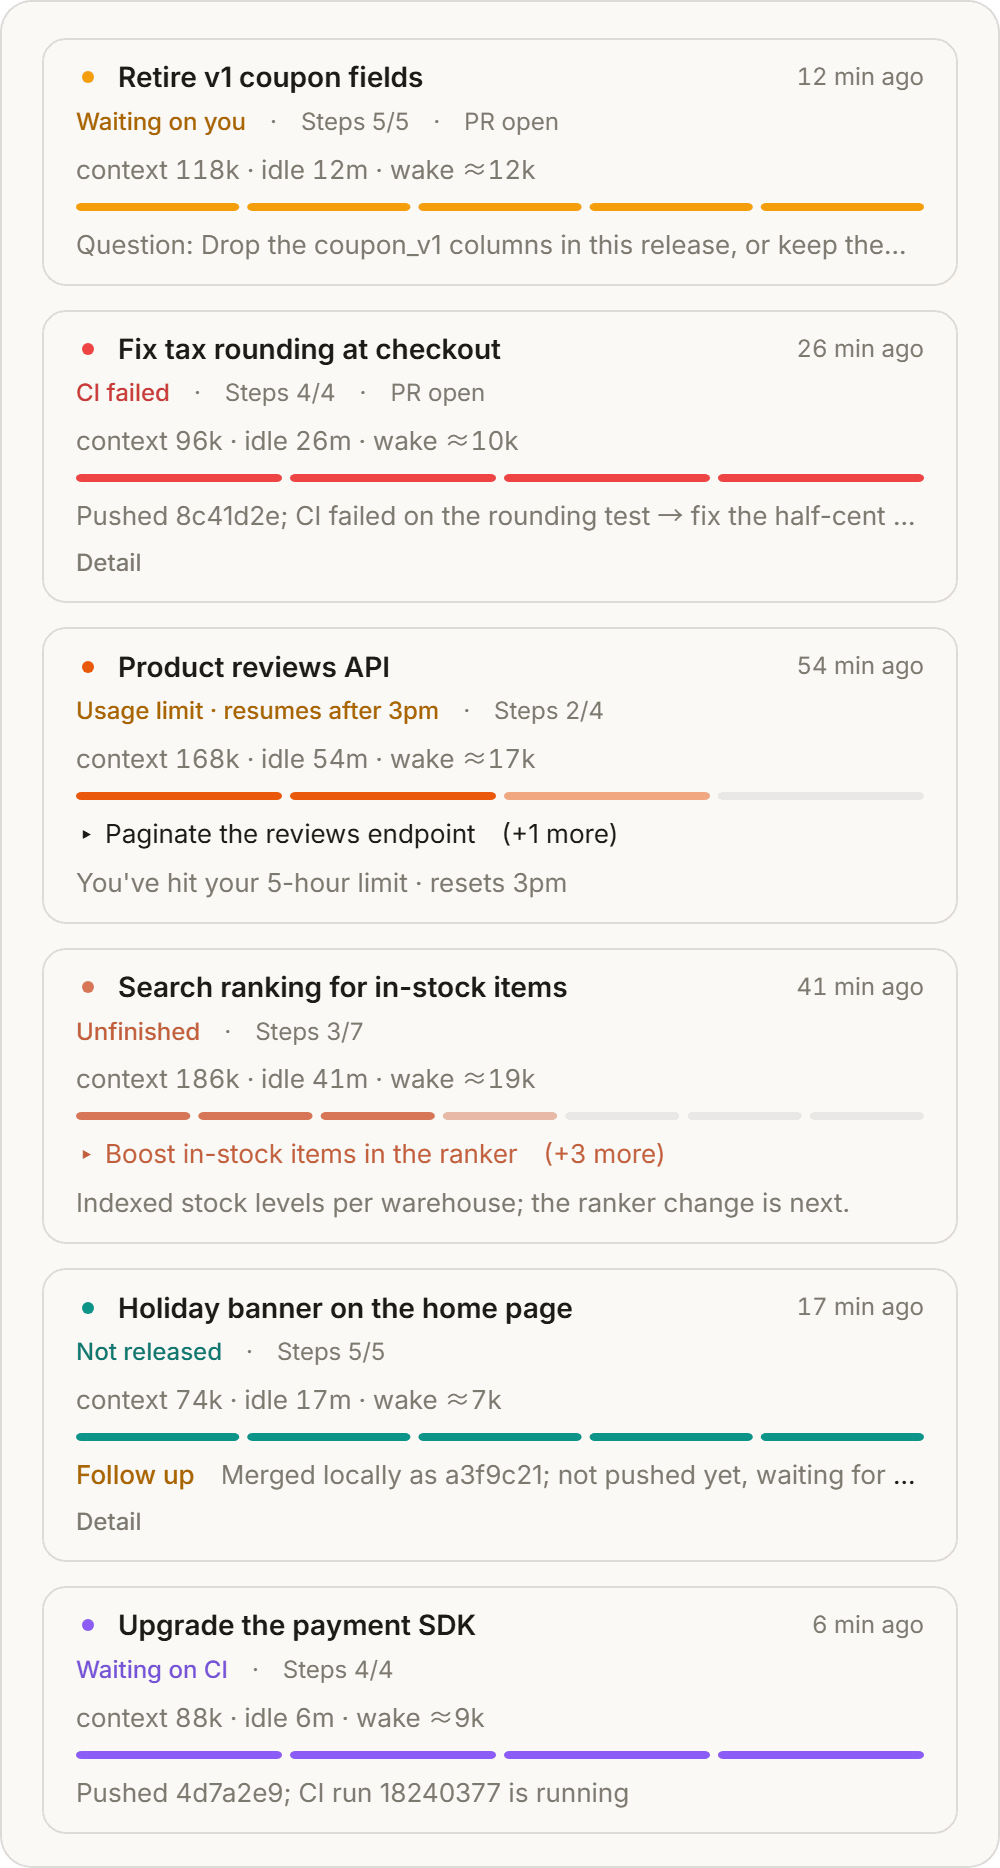 Retire v1 coupon fields 12 min ago
Waiting on you · Steps 5/5 · PR open
context 118k · idle 12m · wake ≈12k
Question: Drop the coupon_v1 columns in this release, or keep the...
Fix tax rounding at checkout 26 min ago
CI failed · Steps 4/4 · PR open
context 96k · idle 26m · wake ≈10k
Pushed 8c41d2e; CI failed on the rounding test → fix the half-cent ...
Detail
Product reviews API 54 min ago
Usage limit · resumes after 3pm · Steps 2/4
context 168k · idle 54m · wake ≈17k
▸ Paginate the reviews endpoint (+1 more)
You've hit your 5-hour limit · resets 3pm
Search ranking for in-stock items 41 min ago
Unfinished · Steps 3/7
context 186k · idle 41m · wake ≈19k
▸ Boost in-stock items in the ranker (+3 more)
Indexed stock levels per warehouse; the ranker change is next.
Holiday banner on the home page 17 min ago
Not released · Steps 5/5
context 74k · idle 17m · wake ≈7k
Follow up Merged locally as a3f9c21; not pushed yet, waiting for ...
Detail
Upgrade the payment SDK 6 min ago
Waiting on CI · Steps 4/4
context 88k · idle 6m · wake ≈9k
Pushed 4d7a2e9; CI run 18240377 is running